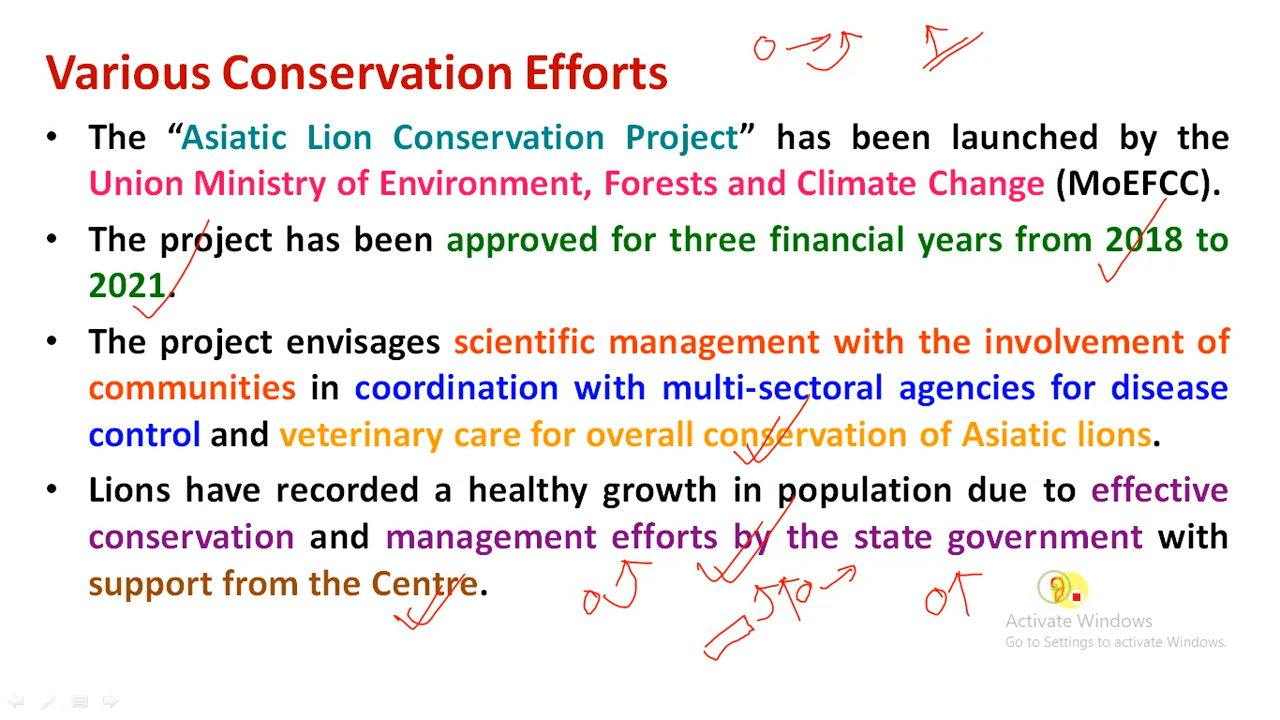 Various Conservation Efforts
• The “Asiatic Lion Conservation Project” has been launched by the
Union Ministry of Environment, Forests and Climate Change (MoEFCC).
• The project has been approved for three financial years from 2018 to
2021.
• The project envisages scientific management with the involvement of
communities in coordination with multi-sectoral agencies for disease
control and veterinary care for overall conservation of Asiatic lions.
• Lions have recorded a healthy growth in population due to effective
conservation and management efforts by the state government with
support from the Centre.
Activate Windows
Go to Settings to activate Windows.